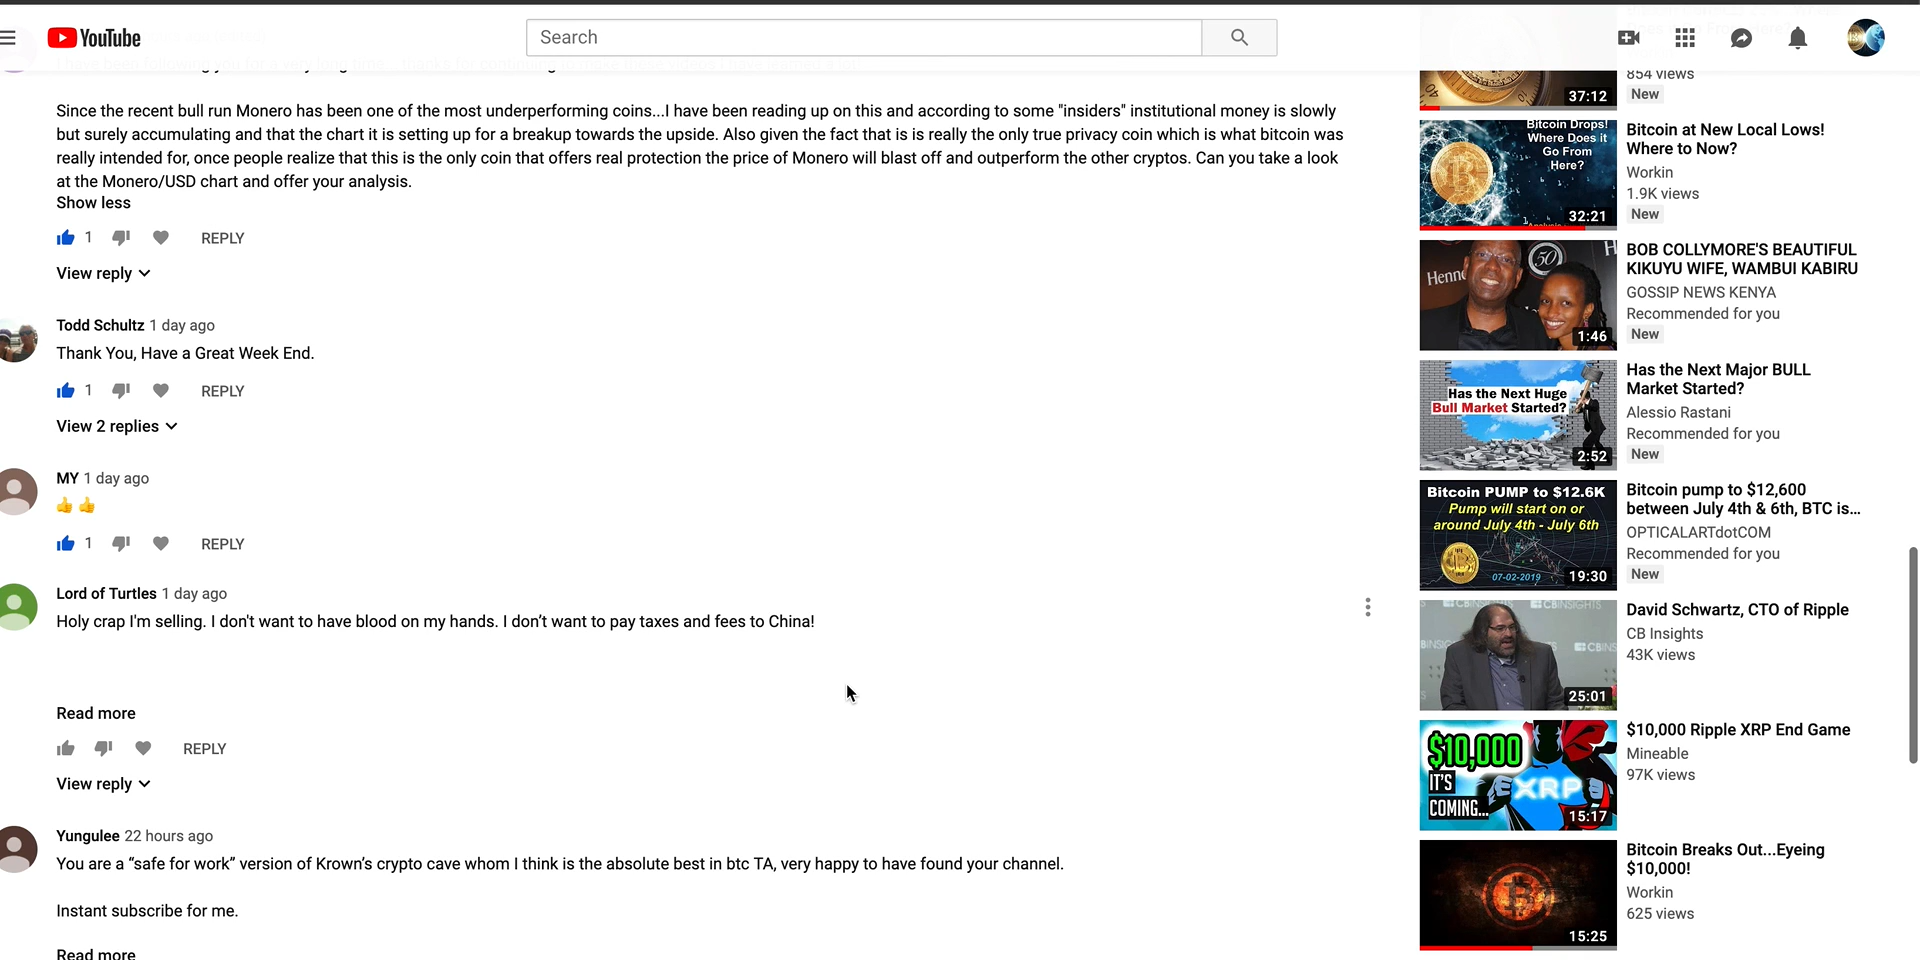 YouTube
Search
Since the recent bull run Monero has been one of the most underperforming coins...I have been reading up on this and according to some "insiders" institutional money is slowly
but surely accumulating and that the chart it is setting up for a breakup towards the upside. Also given the fact that is is really the only true privacy coin which is what bitcoin was
really intended for, once people realize that this is the only coin that offers real protection the price of Monero will blast off and outperform the other cryptos. Can you take a look
at the Monero/USD chart and offer your analysis.
Show less
1
REPLY
View reply
Todd Schultz 1 day ago
Thank You, Have a Great Week End.
1
REPLY
View 2 replies
MY 1 day ago
👍 👍
1
REPLY
Lord of Turtles 1 day ago
Holy crap I'm selling. I don't want to have blood on my hands. I don’t want to pay taxes and fees to China!
Read more
REPLY
View reply
Yungulee 22 hours ago
You are a “safe for work” version of Krown’s crypto cave whom I think is the absolute best in btc TA, very happy to have found your channel.
Instant subscribe for me.
Read more
37:12
854 views
New
Bitcoin Drops!
Where Does it
Go From
Here?
32:21
Bitcoin at New Local Lows!
Where to Now?
Workin
1.9K views
New
Henne
50
H
1:46
BOB COLLYMORE'S BEAUTIFUL
KIKUYU WIFE, WAMBUI KABIRU
GOSSIP NEWS KENYA
Recommended for you
New
Has the Next Huge
Bull Market Started?
2:52
Has the Next Major BULL
Market Started?
Alessio Rastani
Recommended for you
New
Bitcoin PUMP to $12.6K
Pump will start on or
around July 4th - July 6th
07-02-2019
19:30
Bitcoin pump to $12,600
between July 4th & 6th, BTC is...
OPTICALARTdotCOM
Recommended for you
New
CBINSIGHTS
25:01
David Schwartz, CTO of Ripple
CB Insights
43K views
$10,000
IT'S
COMING...
XRP
15:17
$10,000 Ripple XRP End Game
Mineable
97K views
15:25
Bitcoin Breaks Out...Eyeing
$10,000!
Workin
625 views